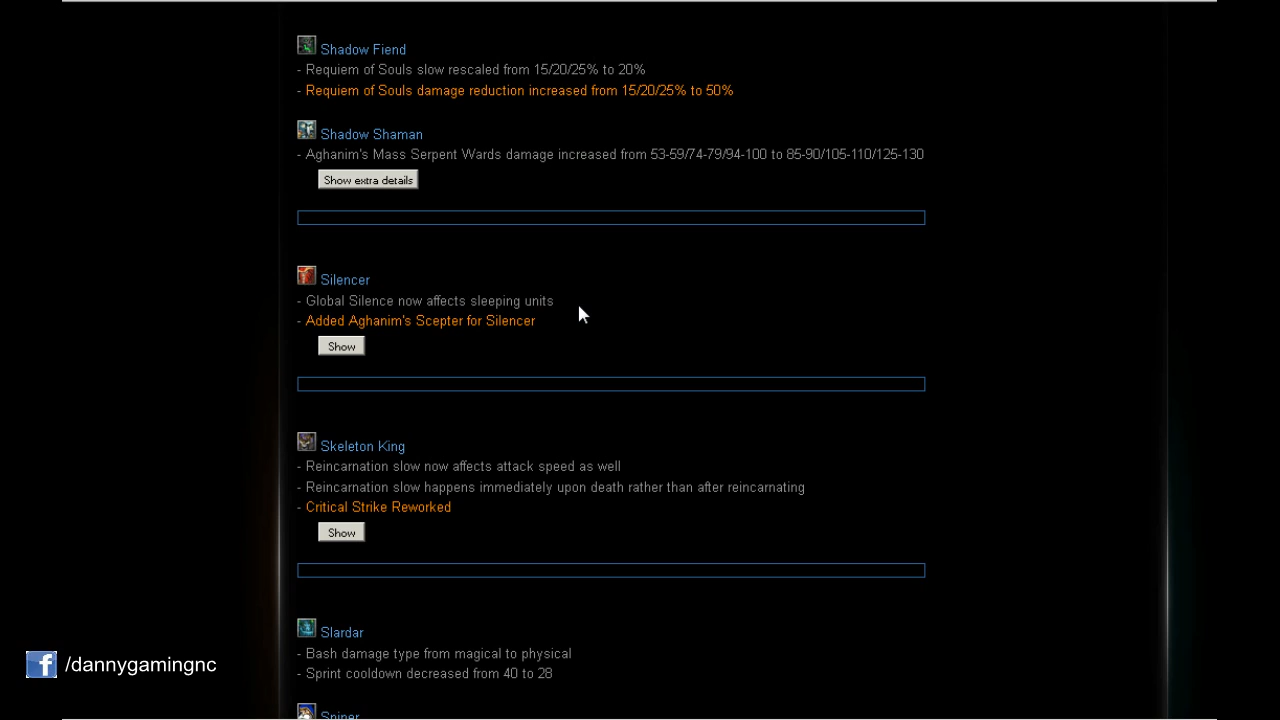 Shadow Fiend
- Requiem of Souls slow rescaled from 15/20/25% to 20%
- Requiem of Souls damage reduction increased from 15/20/25% to 50%
Shadow Shaman
- Aghanim's Mass Serpent Wards damage increased from 53-59/74-79/94-100 to 85-90/105-110/125-130
Show extra details
Silencer
- Global Silence now affects sleeping units
- Added Aghanim's Scepter for Silencer
Show
Skeleton King
- Reincarnation slow now affects attack speed as well
- Reincarnation slow happens immediately upon death rather than after reincarnating
- Critical Strike Reworked
Show
Slardar
- Bash damage type from magical to physical
- Sprint cooldown decreased from 40 to 28
Sniper
f /dannygamingnc